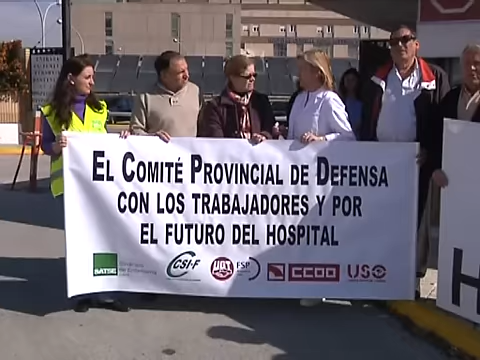 EL COMITÉ PROVINCIAL DE DEFENSA
CON LOS TRABAJADORES Y POR
EL FUTURO DEL HOSPITAL
SATSE
CSI-F
UGT
FSP
CCOO
USO
H